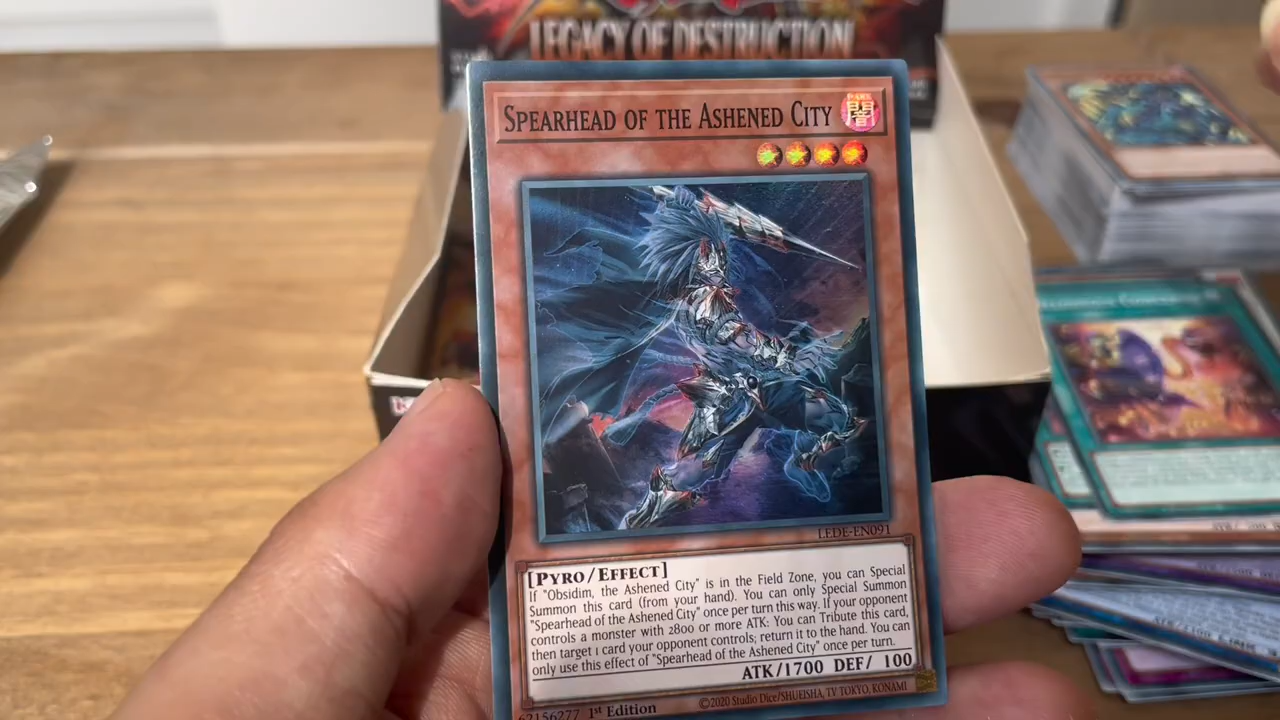 LEGACY OF DESTRUCTION
SPEARHEAD OF THE ASHENED CITY
DARK
闇
LEDE-EN091
[PYRO/EFFECT]
If "Obsidim, the Ashened City" is in the Field Zone, you can Special
Summon this card (from your hand). You can only Special Summon
"Spearhead of the Ashened City" once per turn this way. If your opponent
controls a monster with 2800 or more ATK: You can Tribute this card,
then target 1 card your opponent controls; return it to the hand. You can
only use this effect of "Spearhead of the Ashened City" once per turn.
ATK/1700 DEF/ 100
62156277 1st Edition
©2020 Studio Dice/SHUEISHA, TV TOKYO, KONAMI